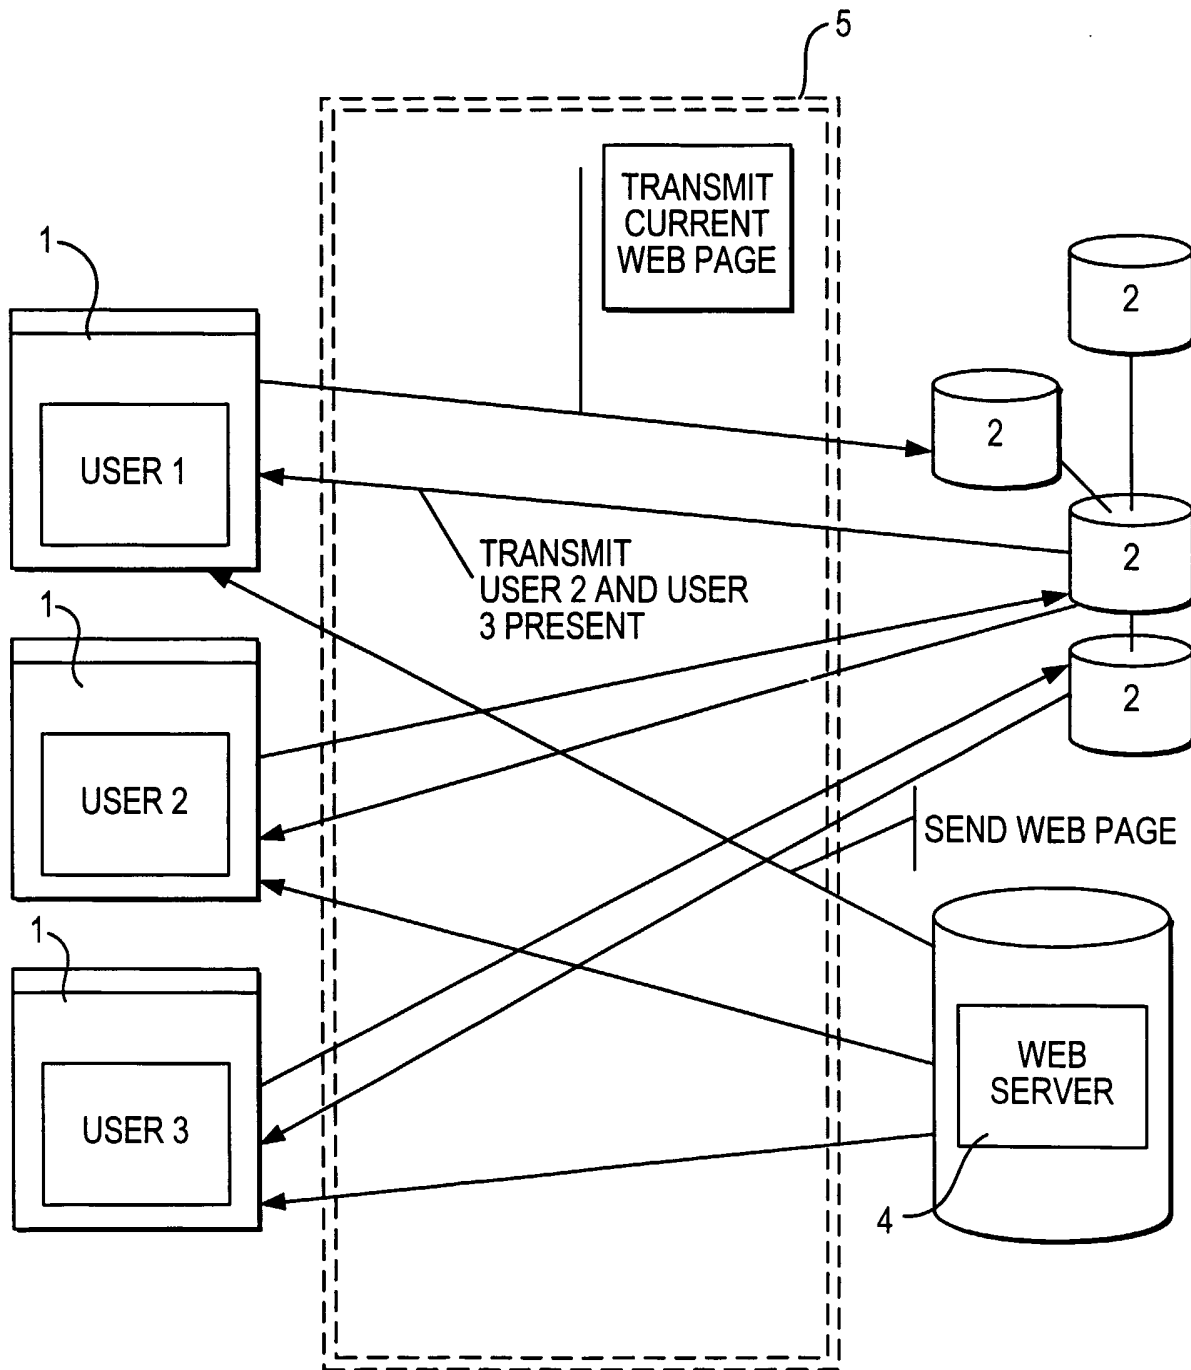 5
TRANSMIT
CURRENT
WEB PAGE
1
2
2
USER 1
2
TRANSMIT
USER 2 AND USER
3 PRESENT
1
2
USER 2
SEND WEB PAGE
1
WEB
SERVER
USER 3
4